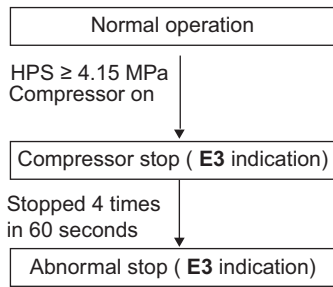 Normal operation
HPS ≥ 4.15 MPa
Compressor on
Compressor stop ( E3 indication)
Stopped 4 times
in 60 seconds
Abnormal stop ( E3 indication)